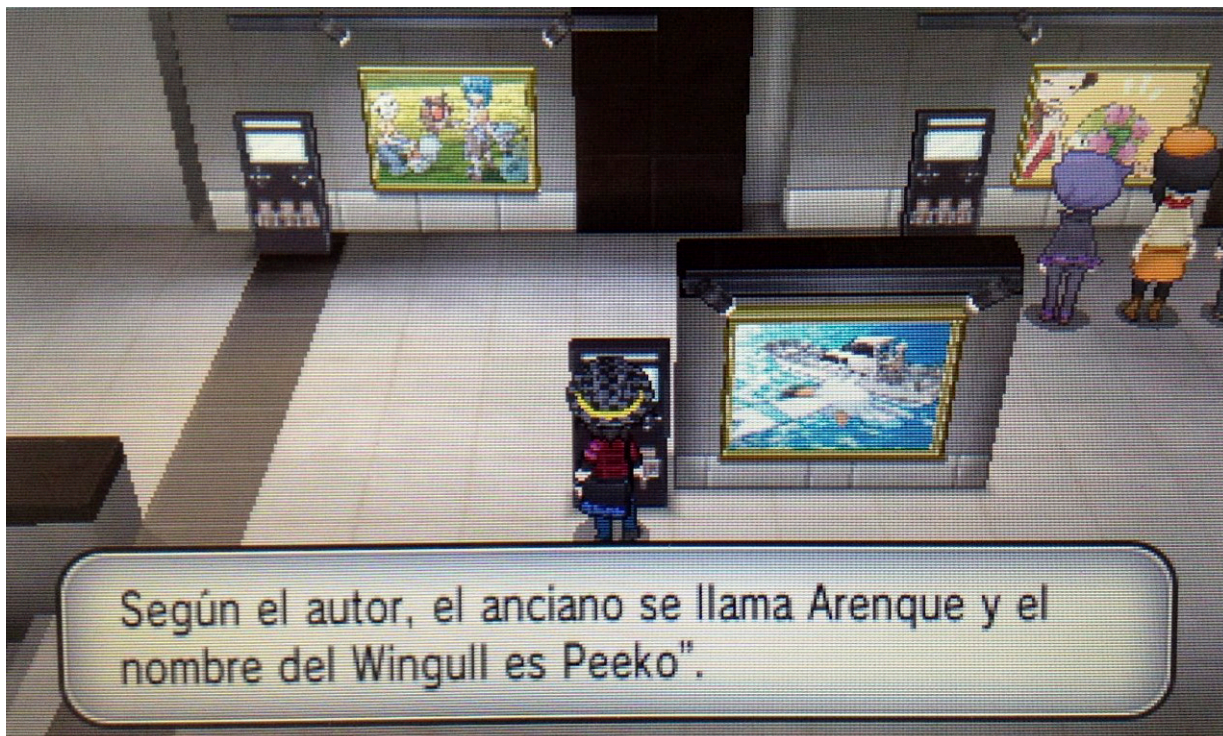 Según el autor, el anciano se llama Arenque y el
nombre del Wingull es Peeko”.